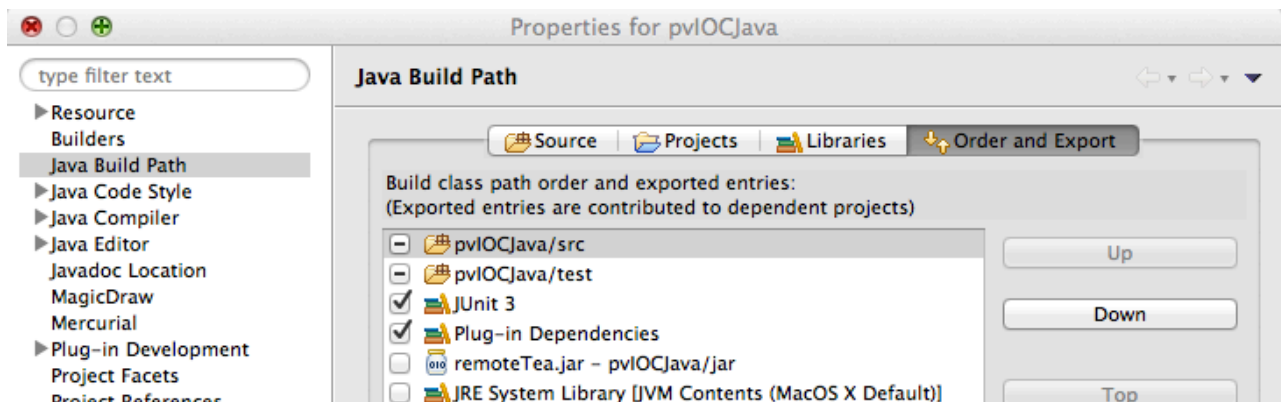 Properties for pvIOCJava
type filter text
Resource
Builders
Java Build Path
Java Code Style
Java Compiler
Java Editor
Javadoc Location
MagicDraw
Mercurial
Plug-in Development
Project Facets
Project References
Java Build Path
Source
Projects
Libraries
Order and Export
Build class path order and exported entries:
(Exported entries are contributed to dependent projects)
pvIOCJava/src
pvIOCJava/test
JUnit 3
Plug-in Dependencies
010 remoteTea.jar - pvIOCJava/jar
JRE System Library [JVM Contents (MacOS X Default)]
Up
Down
Top